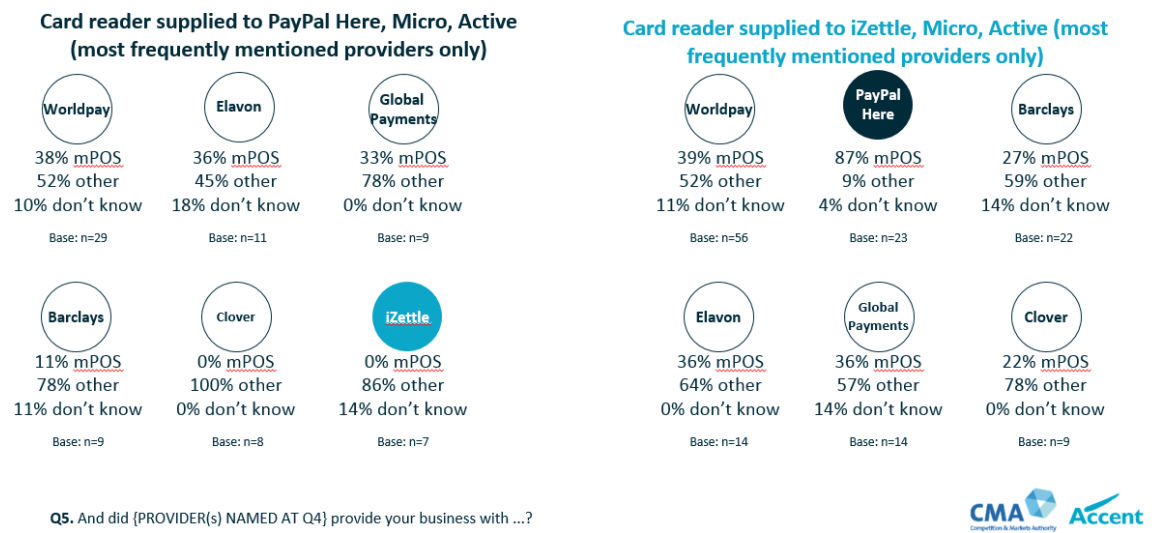 Card reader supplied to PayPal Here, Micro, Active
(most frequently mentioned providers only)
Worldpay
38% mPOS
52% other
10% don’t know
Base: n=29
Elavon
36% mPOS
45% other
18% don’t know
Base: n=11
Global
Payments
33% mPOS
78% other
0% don’t know
Base: n=9
Barclays
11% mPOS
78% other
11% don’t know
Base: n=9
Clover
0% mPOS
100% other
0% don’t know
Base: n=8
iZettle
0% mPOS
86% other
14% don’t know
Base: n=7
Card reader supplied to iZettle, Micro, Active (most
frequently mentioned providers only)
Worldpay
39% mPOS
52% other
11% don’t know
Base: n=56
PayPal
Here
87% mPOS
9% other
4% don’t know
Base: n=23
Barclays
27% mPOS
59% other
14% don’t know
Base: n=22
Elavon
36% mPOS
64% other
0% don’t know
Base: n=14
Global
Payments
36% mPOS
57% other
14% don’t know
Base: n=14
Clover
22% mPOS
78% other
0% don’t know
Base: n=9
Q5. And did {PROVIDER(s) NAMED AT Q4} provide your business with ...?
CMA
Competition & Markets Authority
Accent